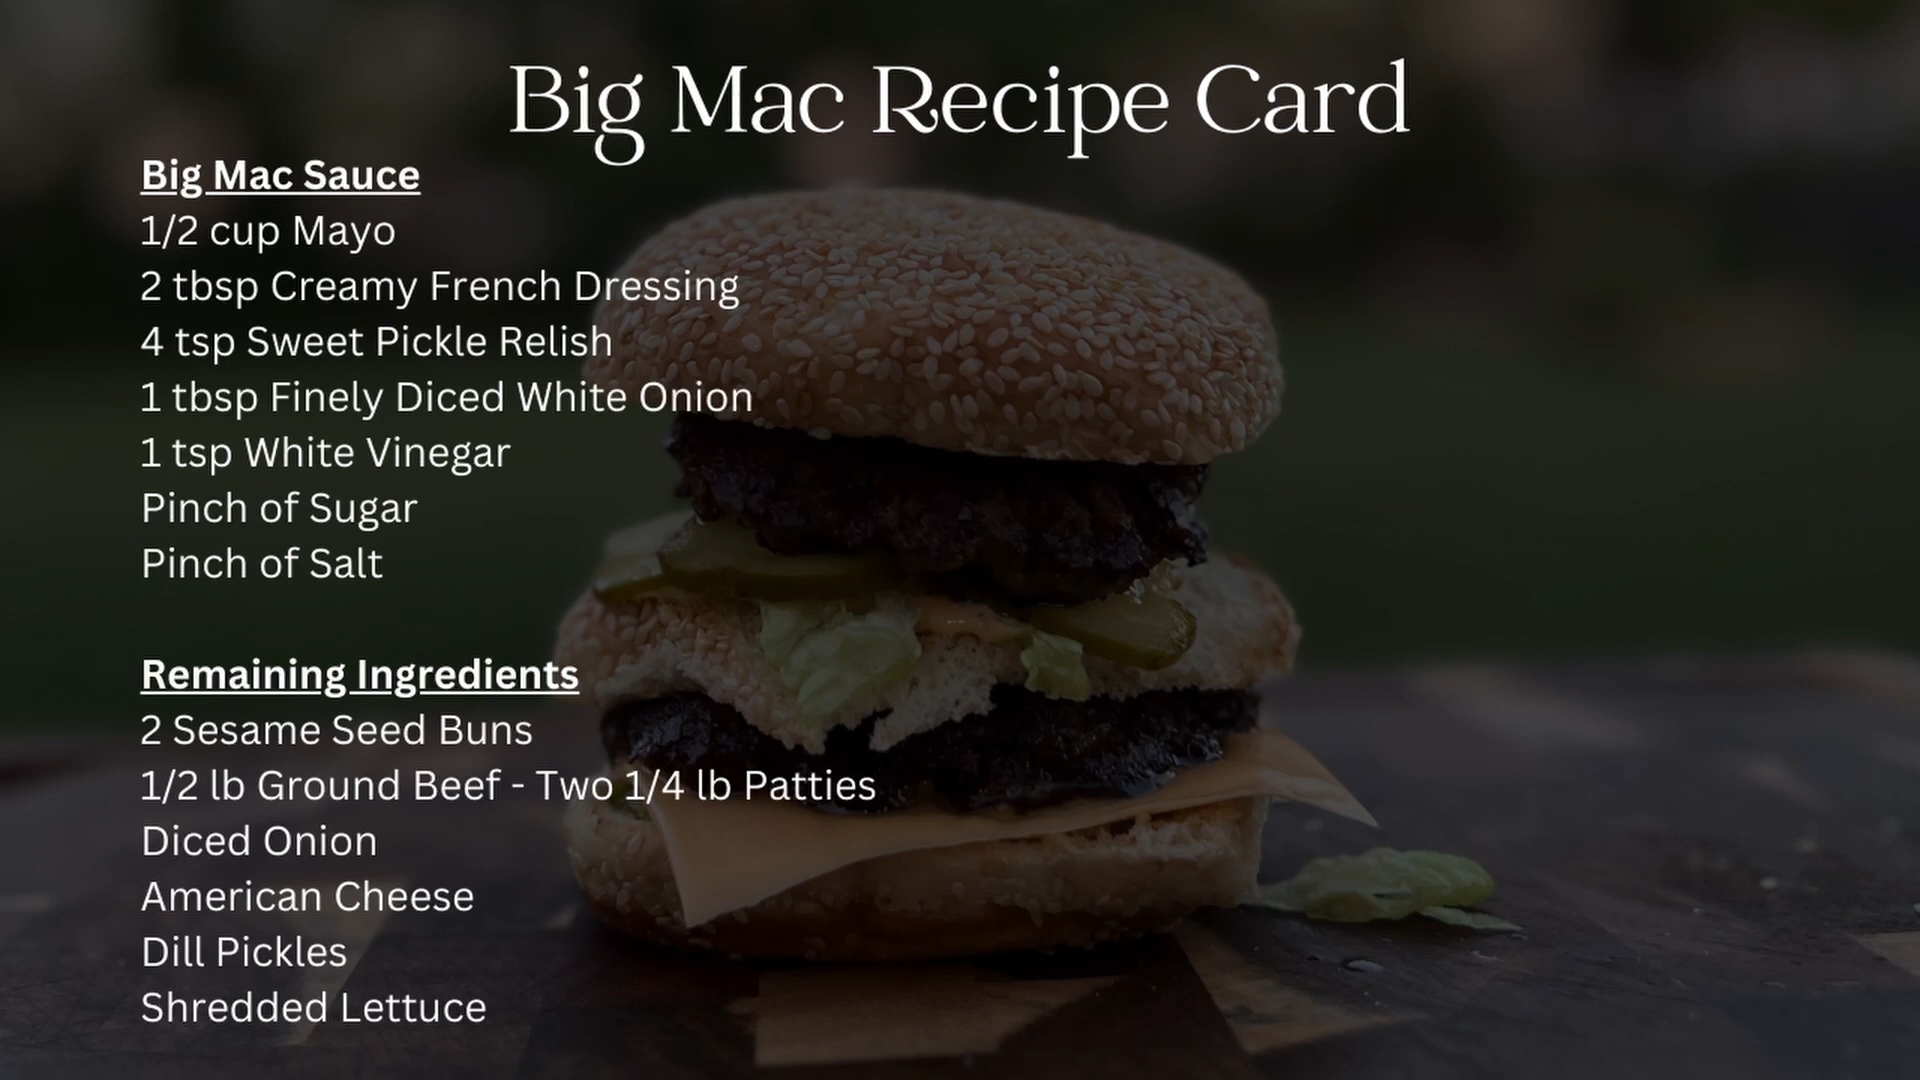 Big Mac Recipe Card
Big Mac Sauce
1/2 cup Mayo
2 tbsp Creamy French Dressing
4 tsp Sweet Pickle Relish
1 tbsp Finely Diced White Onion
1 tsp White Vinegar
Pinch of Sugar
Pinch of Salt
Remaining Ingredients
2 Sesame Seed Buns
1/2 lb Ground Beef - Two 1/4 lb Patties
Diced Onion
American Cheese
Dill Pickles
Shredded Lettuce